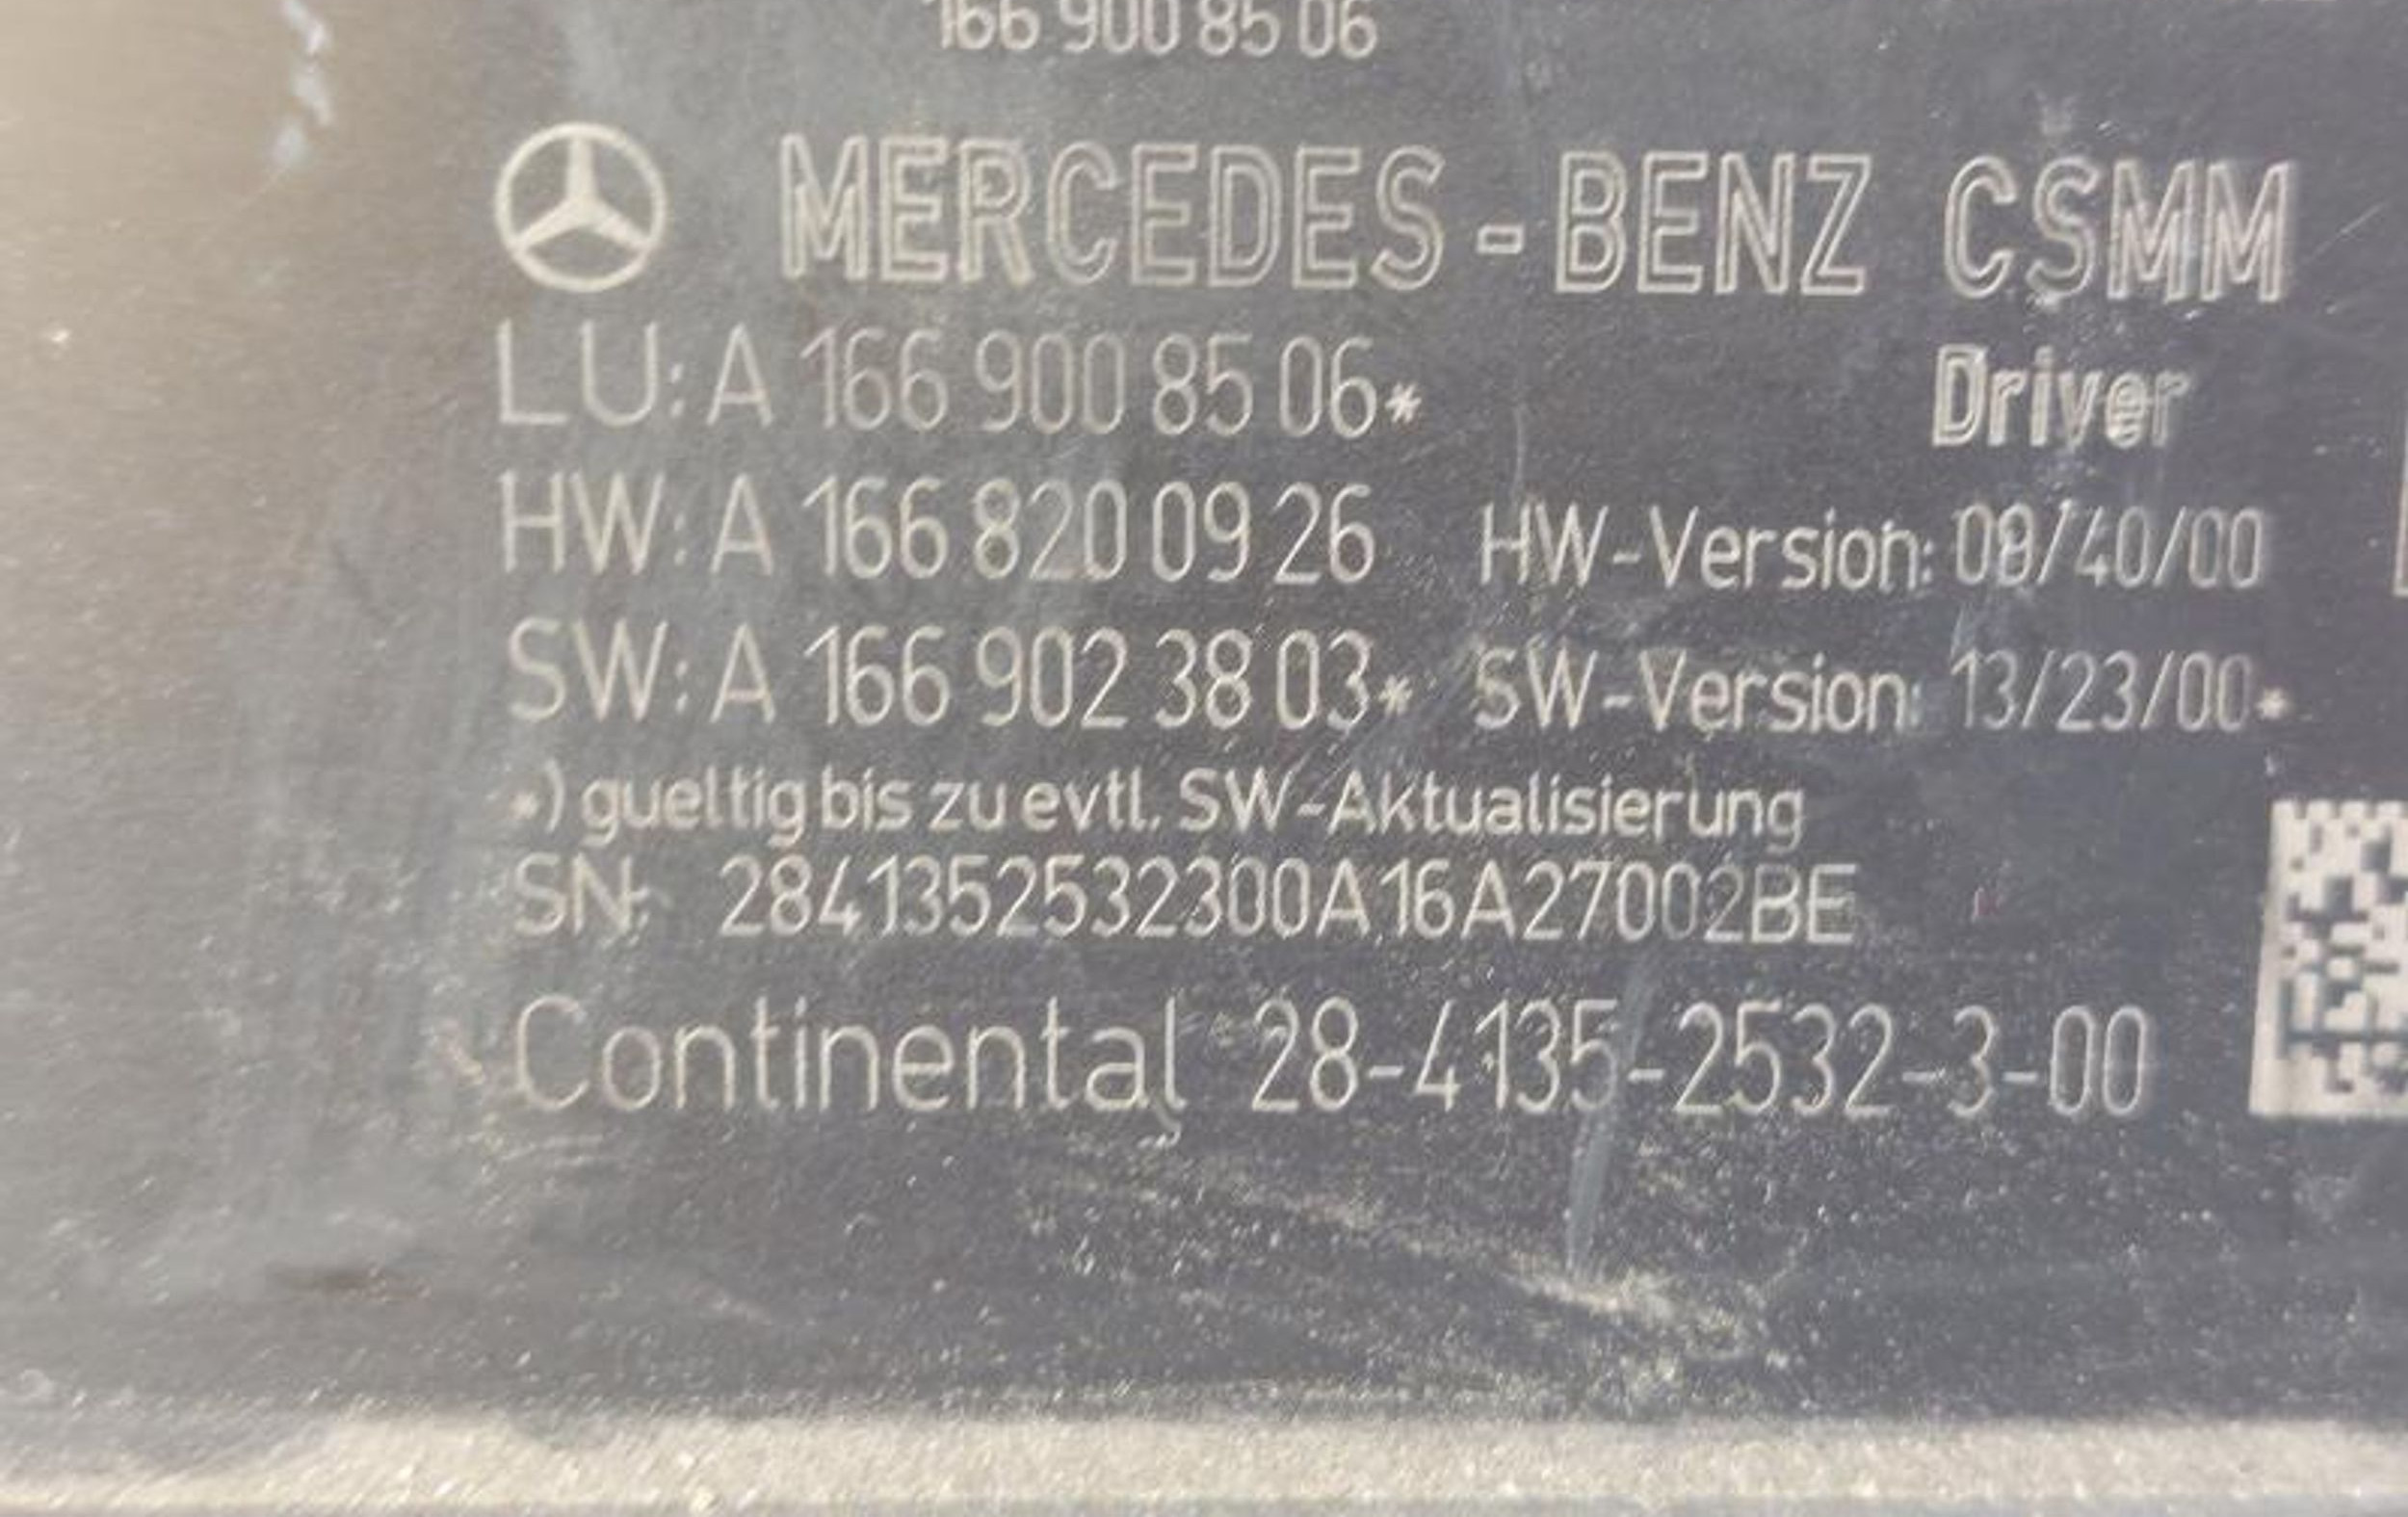 166 900 85 06
MERCEDES-BENZ CSMM
LU: A 166 900 85 06* Driver
HW: A 166 820 09 26 HW-Version: 09/40/00
SW: A 166 902 38 03* SW-Version: 13/23/00*
*) gueltig bis zu evtl. SW-Aktualisierung
SN: 2841352532300A16A27002BE
Continental 28-4135-2532-3-00